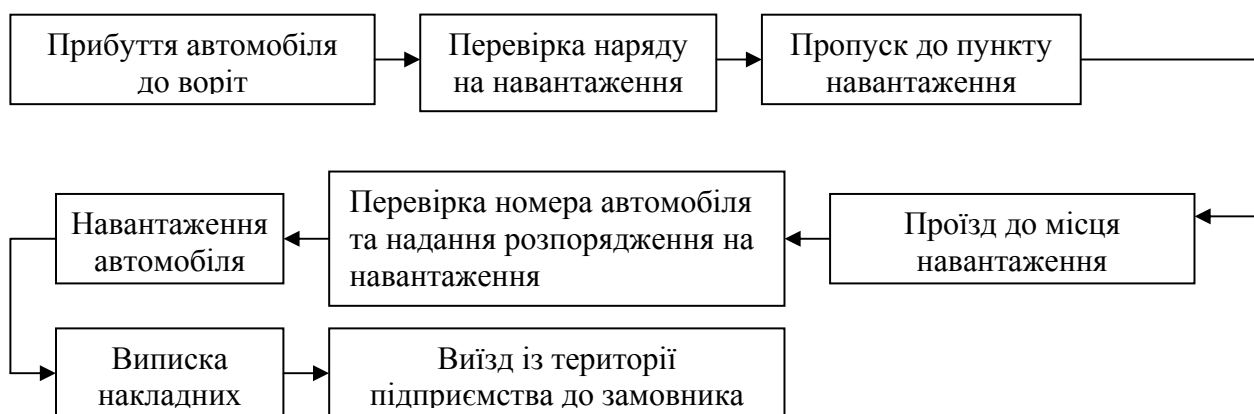 Прибуття автомобіля
до воріт
Перевірка наряду
на навантаження
Пропуск до пункту
навантаження
Навантаження
автомобіля
Перевірка номера автомобіля
та надання розпорядження на
навантаження
Проїзд до місця
навантаження
Виписка
накладних
Виїзд із території
підприємства до замовника